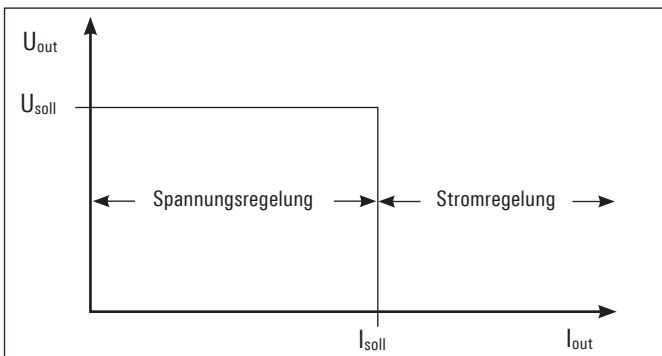 Uout
Usoll
Spannungsregelung
Stromregelung
Isoll
Iout